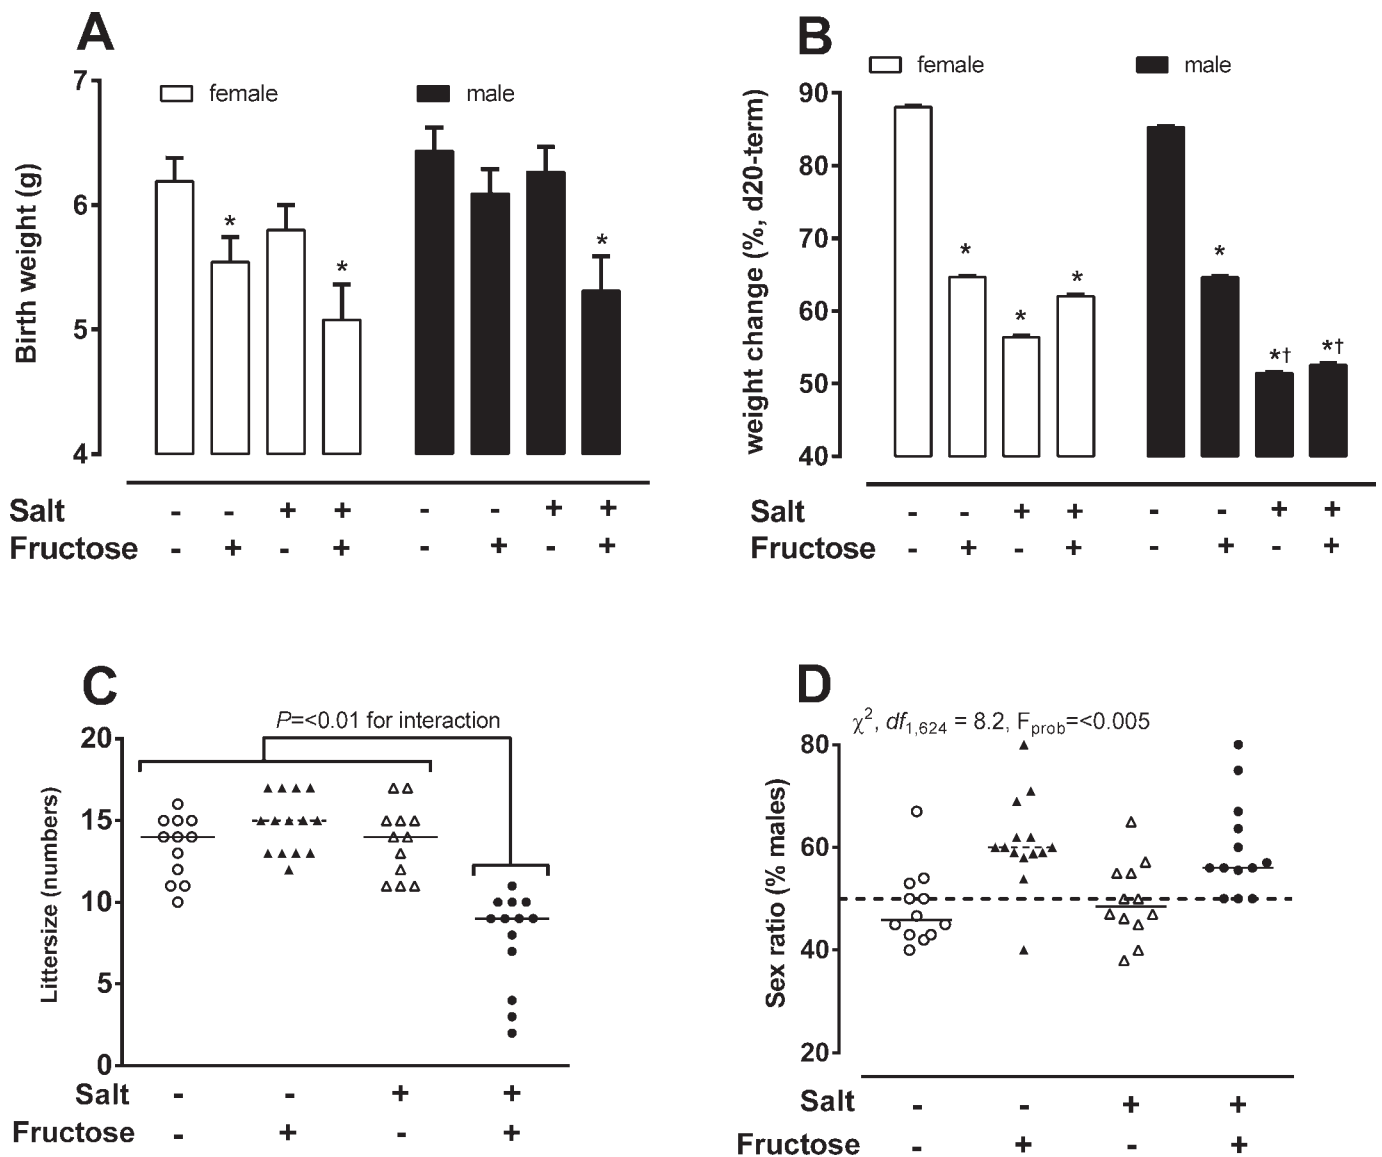 A
female male
Birth weight (g)
7
6
5
4
* * *
Salt - - + + - - + +
Fructose - + - + - + - +
B
female male
weight change (%, d20-term)
90
80
70
60
50
40
* * * * *† *†
Salt - - + + - - + +
Fructose - + - + - + - +
C
P=<0.01 for interaction
Littersize (numbers)
20
15
10
5
0
Salt - - + +
Fructose - + - +
D
χ², df1,624 = 8.2, Fprob=<0.005
Sex ratio (% males)
80
60
40
20
Salt - - + +
Fructose - + - +